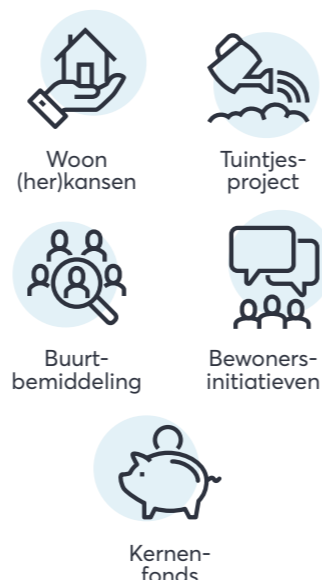 Woon
(her)kansen
Tuintjes-
project
Buurt-
bemiddeling
Bewoners-
initiatieven
Kernen-
fonds